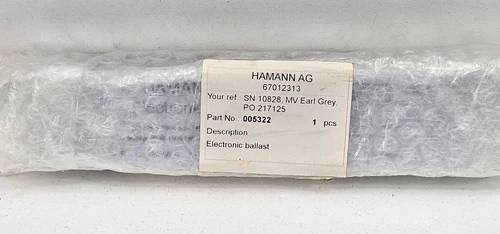 HAMANN AG
67012313
Your ref SN 10828, MV Earl Grey,
PO 217125
Part No 005322 1 pcs
Description
Electronic ballast